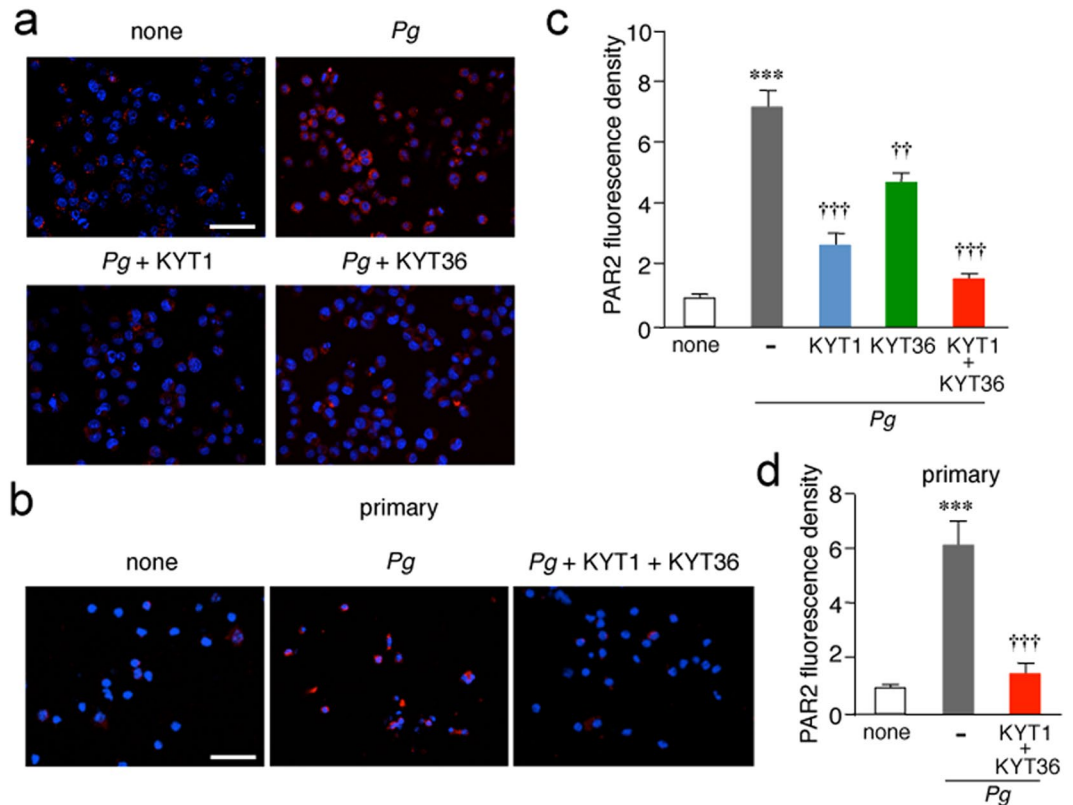 a
none
Pg
Pg + KYT1
Pg + KYT36
b
primary
none
Pg
Pg + KYT1 + KYT36
c
PAR2 fluorescence density
10
8
6
4
2
0
***
†††
††
†††
none
-
KYT1
KYT36
KYT1
+
KYT36
Pg
d
primary
PAR2 fluorescence density
8
6
4
2
0
***
†††
none
-
KYT1
+
KYT36
Pg